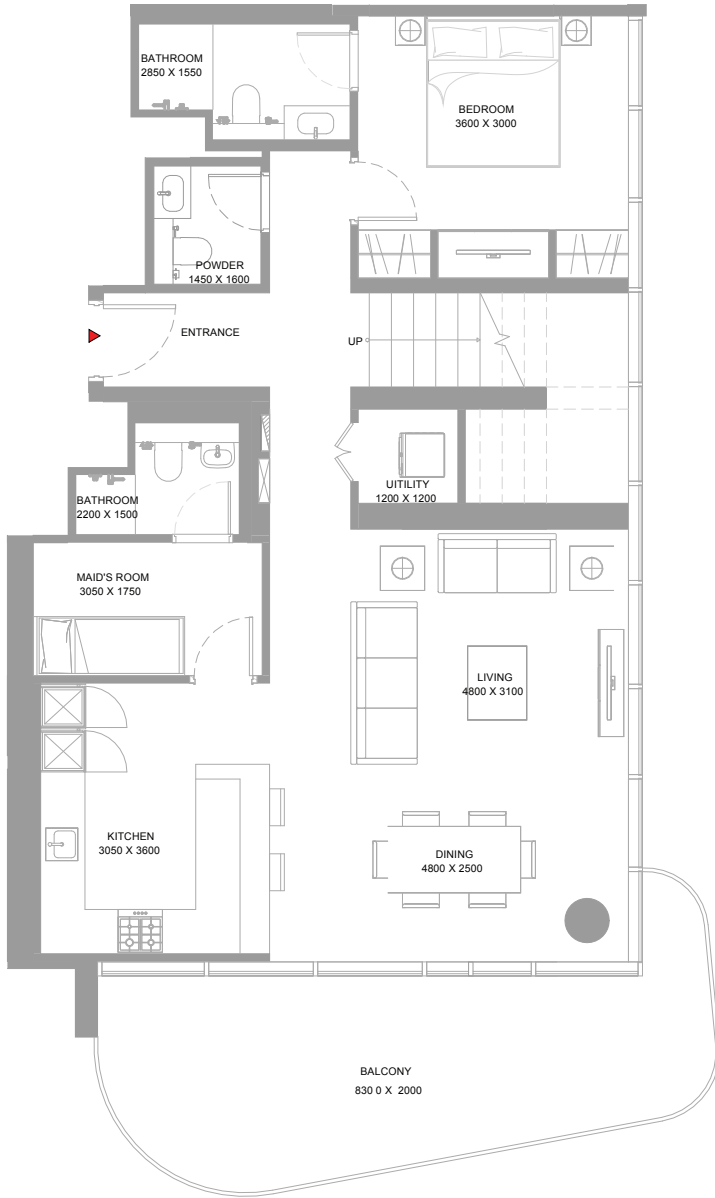 BATHROOM
2850 X 1550
BEDROOM
3600 X 3000
POWDER
1450 X 1600
ENTRANCE
UP
UITILITY
1200 X 1200
BATHROOM
2200 X 1500
MAID'S ROOM
3050 X 1750
LIVING
4800 X 3100
KITCHEN
3050 X 3600
DINING
4800 X 2500
BALCONY
830 0 X 2000